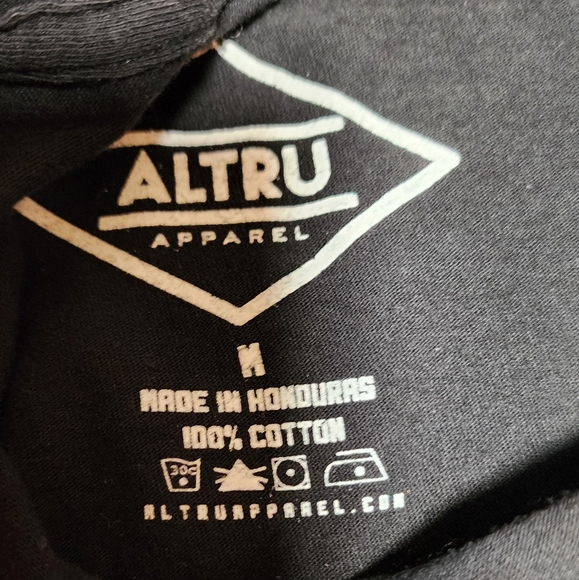 ALTRU
APPAREL
M
MADE IN HONDURAS
100% COTTON
30C
ALTRUAPPAREL.COM